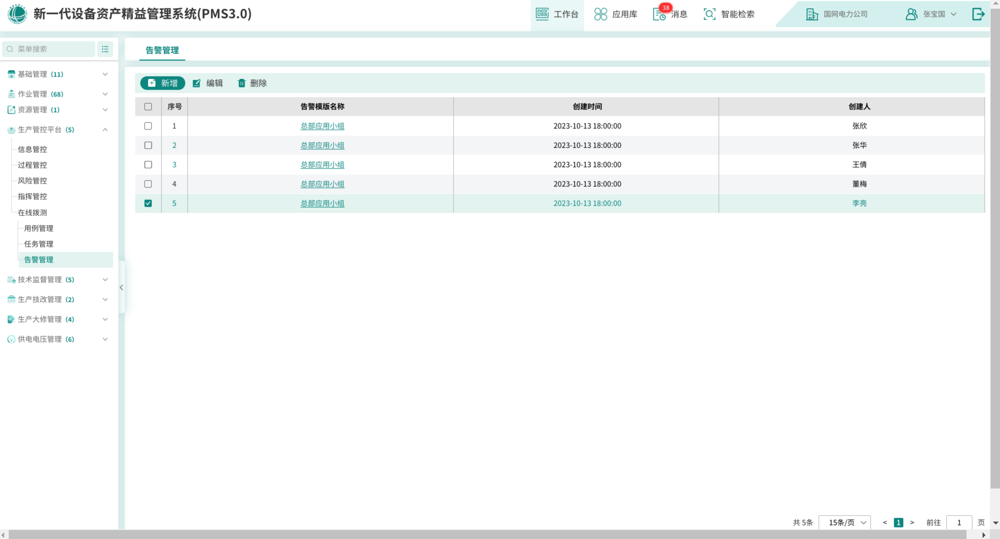 新一代设备资产精益管理系统(PMS3.0)
工作台
应用库
38
消息
智能检索
国网电力公司
张宝国
菜单搜索
基础管理 (11)
作业管理 (68)
资源管理 (1)
生产管控平台 (5)
信息管控
过程管控
风险管控
指挥管控
在线拨测
用例管理
任务管理
告警管理
技术监督管理 (5)
生产技改管理 (2)
生产大修管理 (4)
供电电压管理 (6)
告警管理
新增 编辑 删除
序号 告警模版名称 创建时间 创建人
1 总部应用小组 2023-10-13 18:00:00 张欣
2 总部应用小组 2023-10-13 18:00:00 张华
3 总部应用小组 2023-10-13 18:00:00 王倩
4 总部应用小组 2023-10-13 18:00:00 董梅
5 总部应用小组 2023-10-13 18:00:00 李亮
共 5条 15条/页 < 1 > 前往 1 页